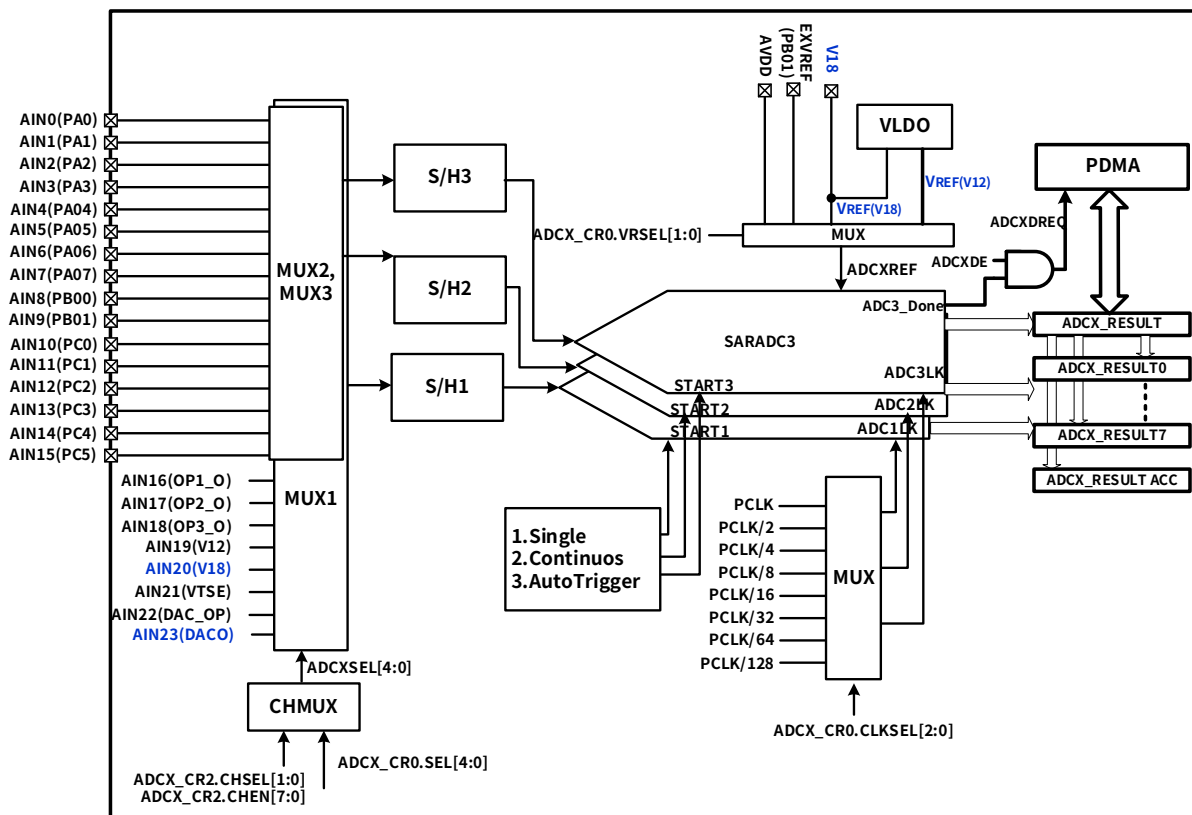 AVDD
EXVREF
(PB01)
V18
VLDO
PDMA
VREF(V12)
VREF(V18)
ADCXDREQ
ADCX_CR0.VRSEL[1:0]
MUX
ADCXDE
ADCXREF
AIN0(PA0)
AIN1(PA1)
AIN2(PA2)
AIN3(PA3)
AIN4(PA04)
AIN5(PA05)
AIN6(PA06)
AIN7(PA07)
AIN8(PB00)
AIN9(PB01)
AIN10(PC0)
AIN11(PC1)
AIN12(PC2)
AIN13(PC3)
AIN14(PC4)
AIN15(PC5)
AIN16(OP1_O)
AIN17(OP2_O)
AIN18(OP3_O)
AIN19(V12)
AIN20(V18)
AIN21(VTSE)
AIN22(DAC_OP)
AIN23(DACO)
MUX2,
MUX3
MUX1
S/H3
S/H2
S/H1
ADC3_Done
SARADC3
ADC3LK
START3
ADC2LK
START2
ADC1LK
START1
ADCX_RESULT
ADCX_RESULT0
ADCX_RESULT7
ADCX_RESULT ACC
1.Single
2.Continuos
3.AutoTrigger
PCLK
PCLK/2
PCLK/4
PCLK/8
PCLK/16
PCLK/32
PCLK/64
PCLK/128
MUX
ADCX_CR0.CLKSEL[2:0]
ADCXSEL[4:0]
CHMUX
ADCX_CR0.SEL[4:0]
ADCX_CR2.CHSEL[1:0]
ADCX_CR2.CHEN[7:0]